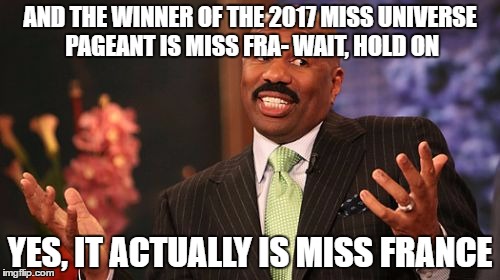 AND THE WINNER OF THE 2017 MISS UNIVERSE
PAGEANT IS MISS FRA- WAIT, HOLD ON
YES, IT ACTUALLY IS MISS FRANCE
imgflip.com